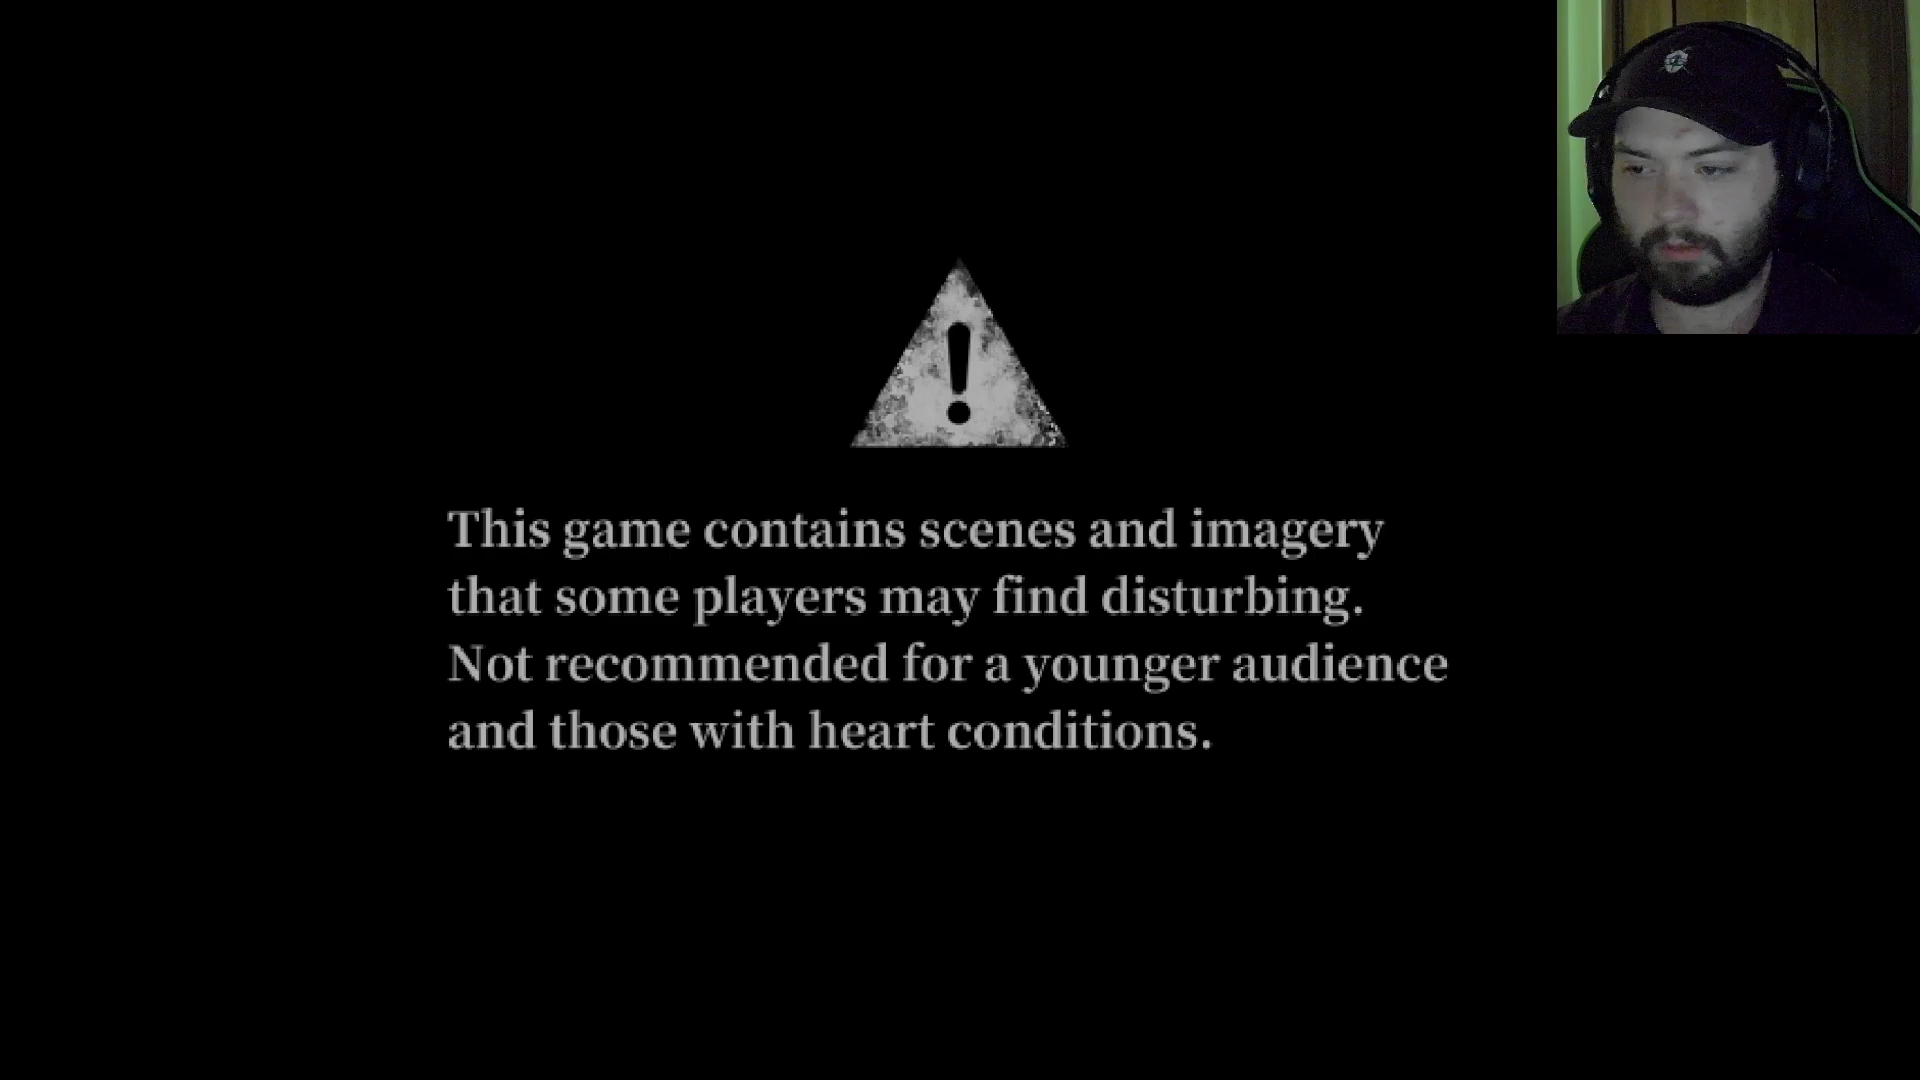 This game contains scenes and imagery
that some players may find disturbing.
Not recommended for a younger audience
and those with heart conditions.